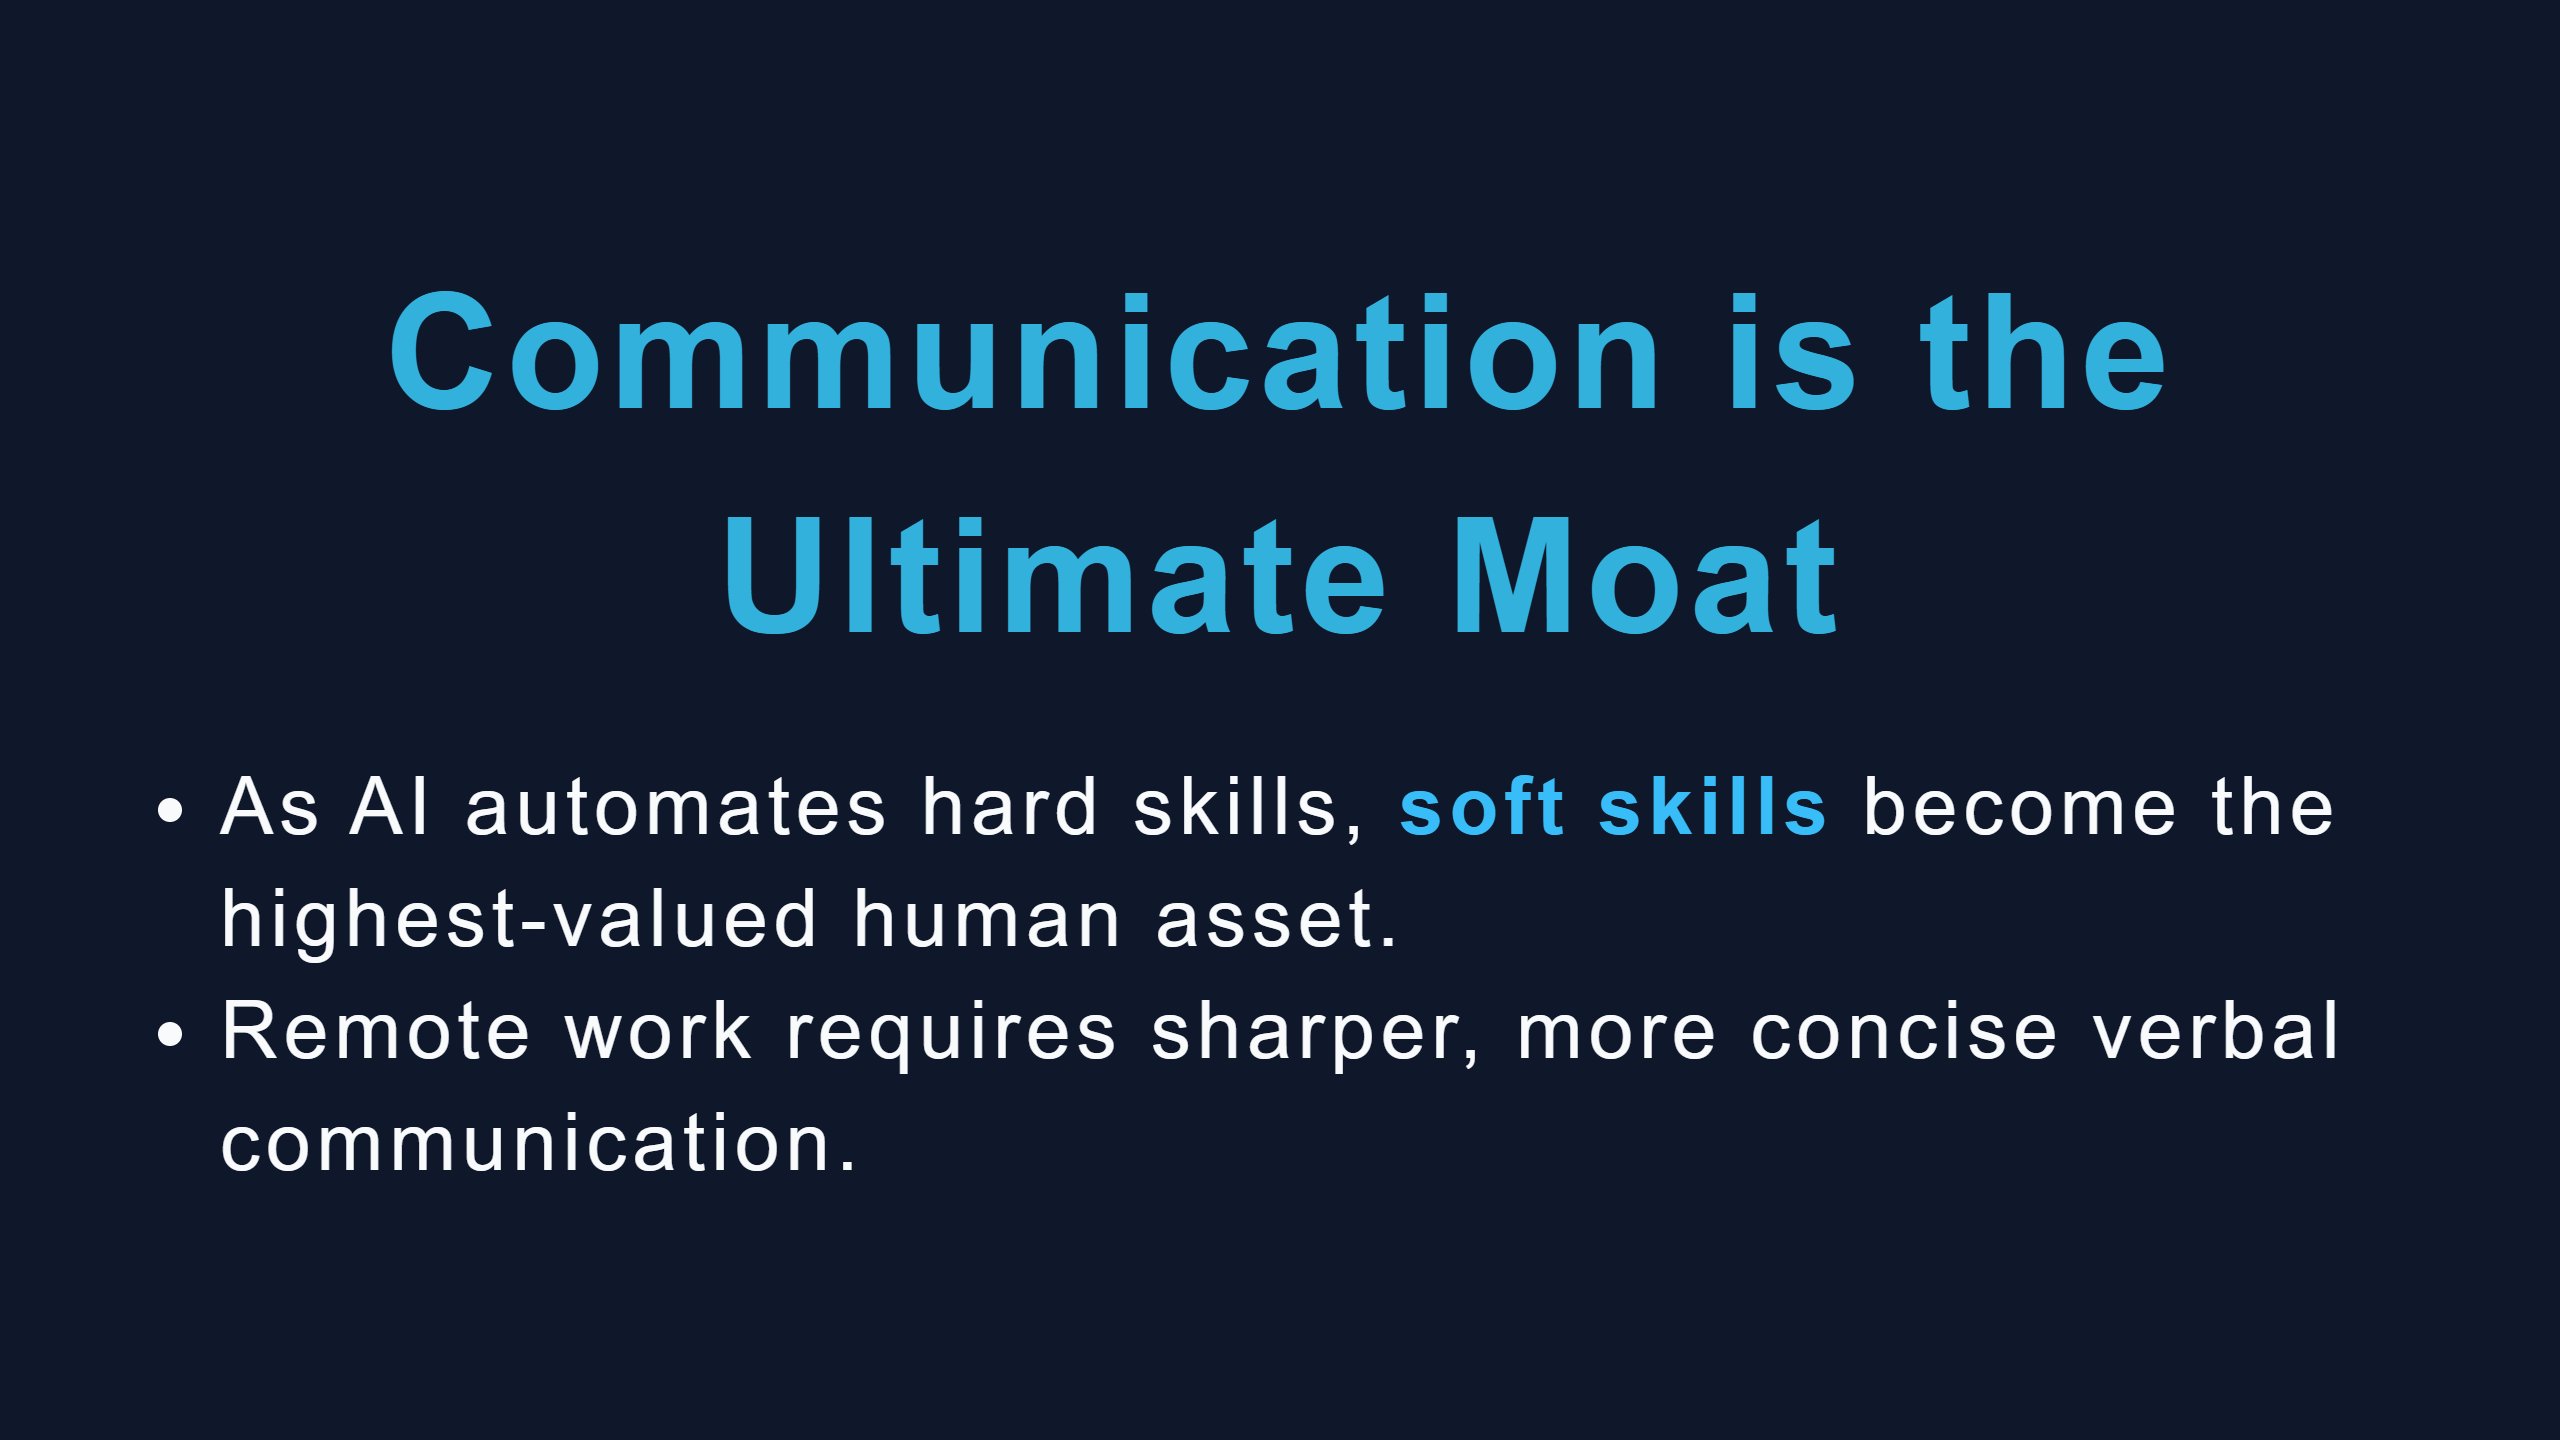 Communication is the
Ultimate Moat
• As AI automates hard skills, soft skills become the
highest-valued human asset.
• Remote work requires sharper, more concise verbal
communication.